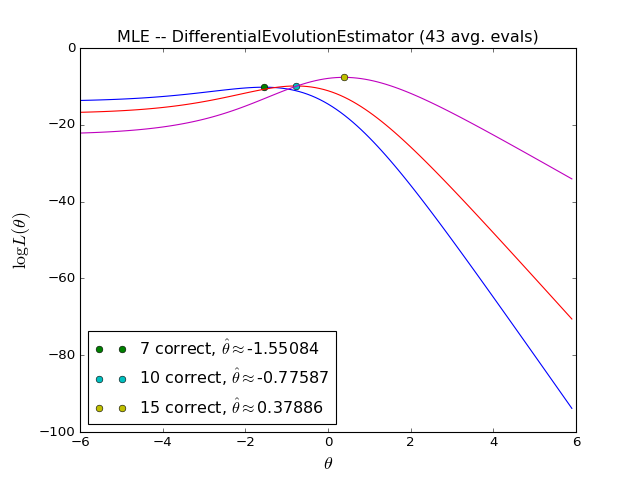 MLE -- DifferentialEvolutionEstimator (43 avg. evals)
0
−20
−40
−60
−80
−100
log L(θ)
7 correct, θ̂ ≈ -1.55084
10 correct, θ̂ ≈ -0.77587
15 correct, θ̂ ≈ 0.37886
−6 −4 −2 0 2 4 6
θ